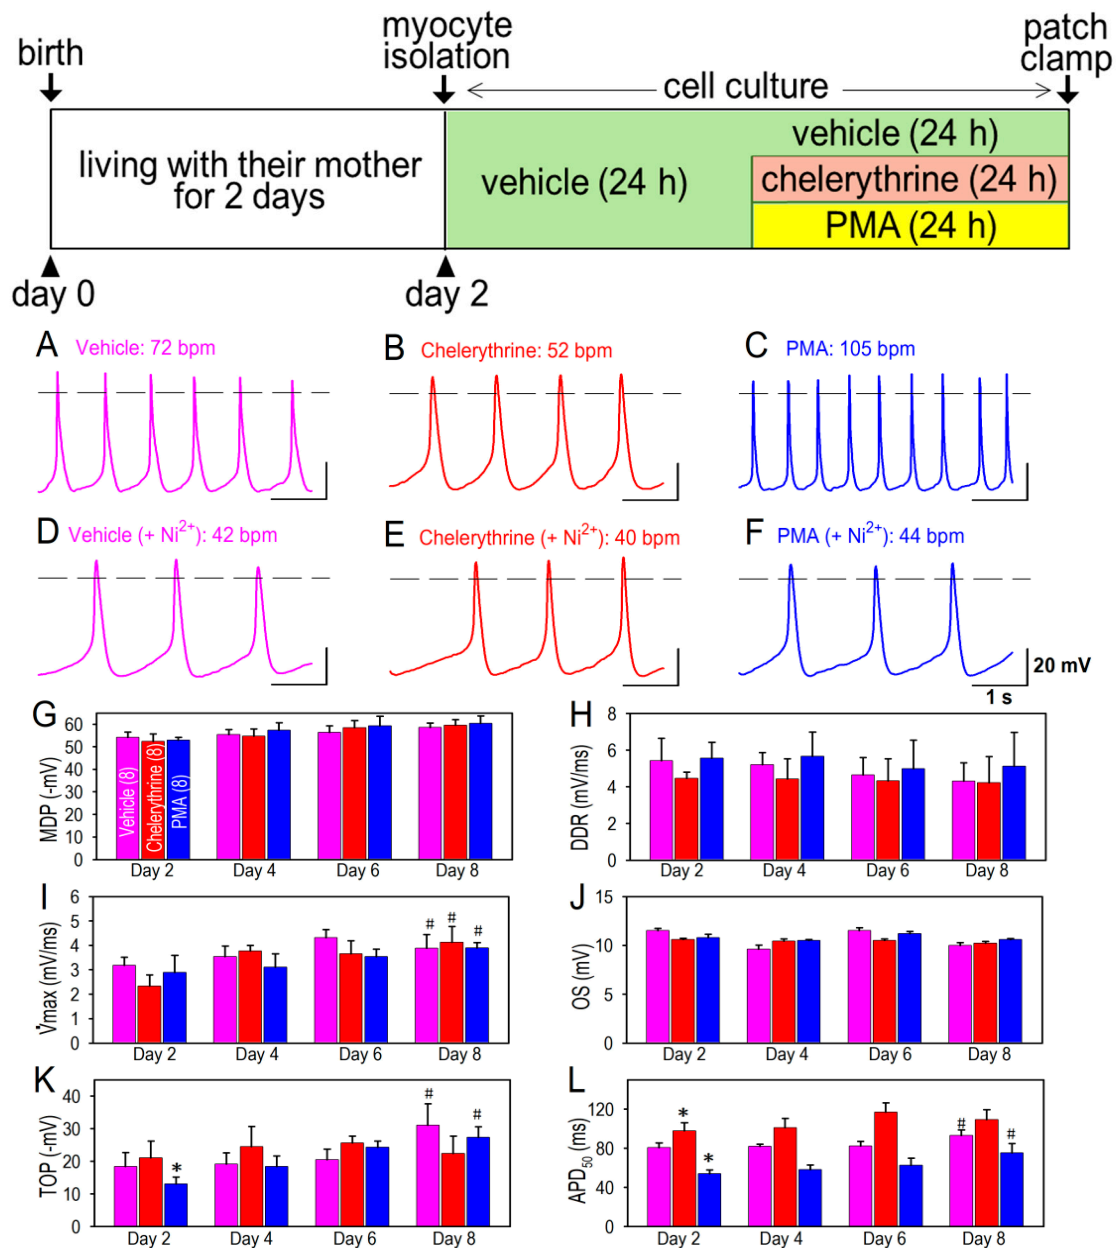 birth
myocyte
isolation
patch
clamp
cell culture
living with their mother
for 2 days
vehicle (24 h)
vehicle (24 h)
chelerythrine (24 h)
PMA (24 h)
day 0
day 2
A Vehicle: 72 bpm
B Chelerythrine: 52 bpm
C PMA: 105 bpm
D Vehicle (+ Ni²⁺): 42 bpm
E Chelerythrine (+ Ni²⁺): 40 bpm
F PMA (+ Ni²⁺): 44 bpm
20 mV
1 s
G
MDP (-mV)
60
50
40
30
20
10
0
Vehicle (8)
Chelerythrine (8)
PMA (8)
Day 2 Day 4 Day 6 Day 8
H
DDR (mV/ms)
8
6
4
2
0
Day 2 Day 4 Day 6 Day 8
I
V̇max (mV/ms)
6
5
4
3
2
1
0
# # #
Day 2 Day 4 Day 6 Day 8
J
OS (mV)
15
10
5
0
Day 2 Day 4 Day 6 Day 8
K
TOP (-mV)
40
30
20
10
0
* # #
Day 2 Day 4 Day 6 Day 8
L
APD₅₀ (ms)
120
80
40
0
* * # #
Day 2 Day 4 Day 6 Day 8